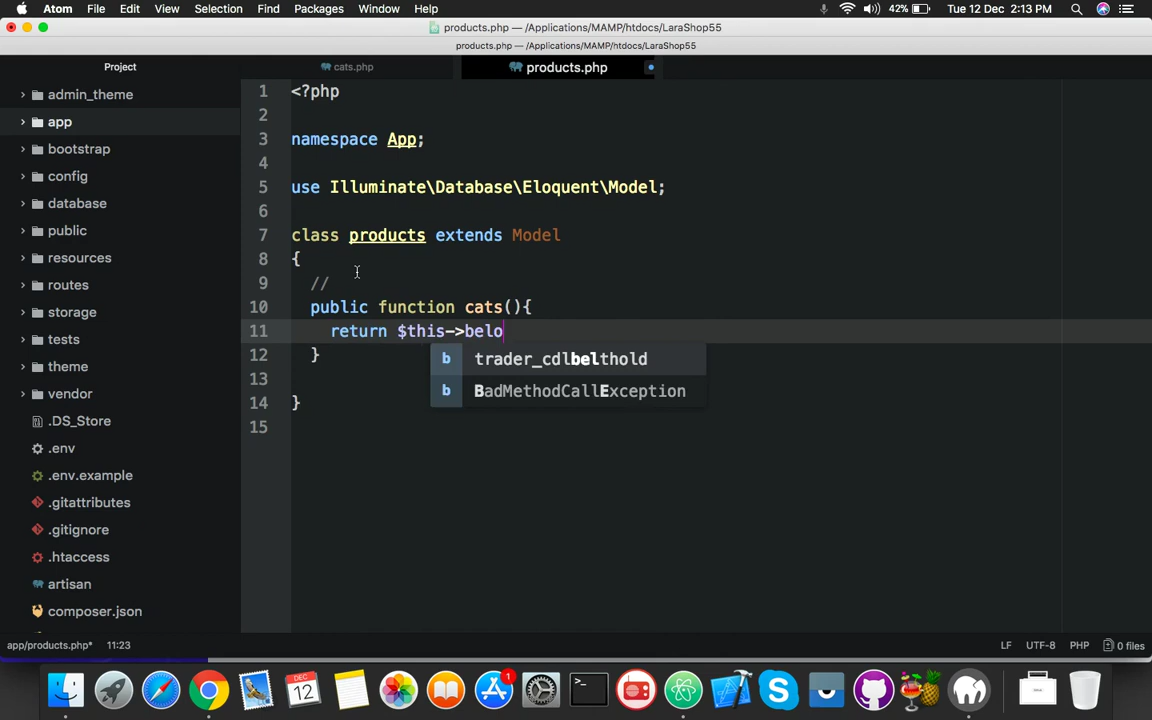 Atom File Edit View Selection Find Packages Window Help 42% Tue 12 Dec 2:13 PM
products.php — /Applications/MAMP/htdocs/LaraShop55
products.php — /Applications/MAMP/htdocs/LaraShop55
Project
cats.php
products.php
admin_theme
app
bootstrap
config
database
public
resources
routes
storage
tests
theme
vendor
.DS_Store
.env
.env.example
.gitattributes
.gitignore
.htaccess
artisan
composer.json
1 <?php
2
3 namespace App;
4
5 use Illuminate\Database\Eloquent\Model;
6
7 class products extends Model
8 {
9 //
10 public function cats(){
11 return $this->belo
12 }
13
14 }
15
b trader_cdlbelthold
b BadMethodCallException
app/products.php* 11:23 LF UTF-8 PHP 0 files
DEC
12
1